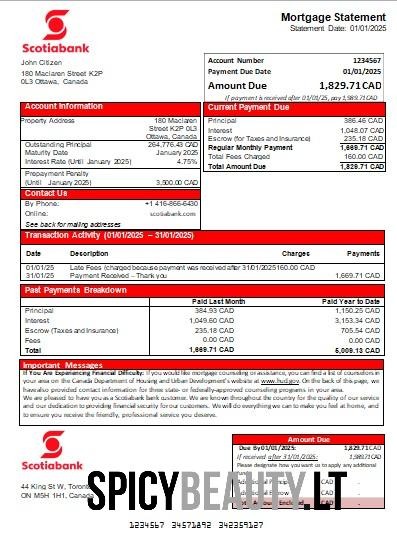 Scotiabank
Mortgage Statement
Statement Date: 01/01/2025
John Citizen
180 Maclaren Street K2P
0L3 Ottawa, Canada
Account Number 1234567
Payment Due Date 01/01/2025
Amount Due 1,829.71CAD
If payment is received after 01/01/25, pay 1,989.71CAD
Account Information
Property Address 180 Maclaren
Street K2P 0L3
Ottawa, Canada
Outstanding Principal 264,776.43 CAD
Maturity Date January 2025
Interest Rate (Until January 2025) 4.75%
Prepayment Penalty
(Until January 2025) 3,500.00 CAD
Contact Us
By Phone: +1 416-866-6430
Online: scotiabank.com
See back for mailing addresses
Current Payment Due
Principal 386.46 CAD
Interest 1,048.07 CAD
Escrow (for Taxes and Insurance) 235.18 CAD
Regular Monthly Payment 1,669.71 CAD
Total Fees Charged 160.00 CAD
Total Amount Due 1,829.71 CAD
Transaction Activity (01/01/2025 – 31/01/2025)
Date Description Charges Payments
01/01/25 Late Fees (charged because payment was received after 31/01/2025160.00 CAD
31/01/25 Payment Received – Thank you 1,669.71 CAD
Past Payments Breakdown
Paid Last Month Paid Year to Date
Principal 384.93 CAD 1,150.25 CAD
Interest 1,049.60 CAD 3,153.34 CAD
Escrow (Taxes and Insurance) 235.18 CAD 705.54 CAD
Fees 0.00 CAD 0.00 CAD
Total 1,669.71 CAD 5,009.13 CAD
Important Messages
If You Are Experiencing Financial Difficulty: If you would like mortgage counseling or assistance, you can find a list of counselors in
your area on the Canada Department of Housing and Urban Development's website at www.hud.gov. On the back of this page, we
have also provided contact information for three state- or federally-approved counseling programs in your area.
We are pleased to have you as a Scotiabank bank customer. We are known throughout the country for the quality of our service
and our dedication to providing financial security for our customers. We will do everything we can to make you feel at home, and
to ensure you receive the friendly, professional service you deserve.
Scotiabank
44 King St W, Toronto
ON M5H 1H1, Canada
Amount Due
Due By 01/01/2025: 1,829.71CAD
If received after 31/01/2025: 1,989.71CAD
Please designate how you want us to apply any additional
Additional Principal CAD
Additional Escrow CAD
Total Amount Enclosed CAD
SPICYBEAUTY.LT
1234567 34571892 342359127